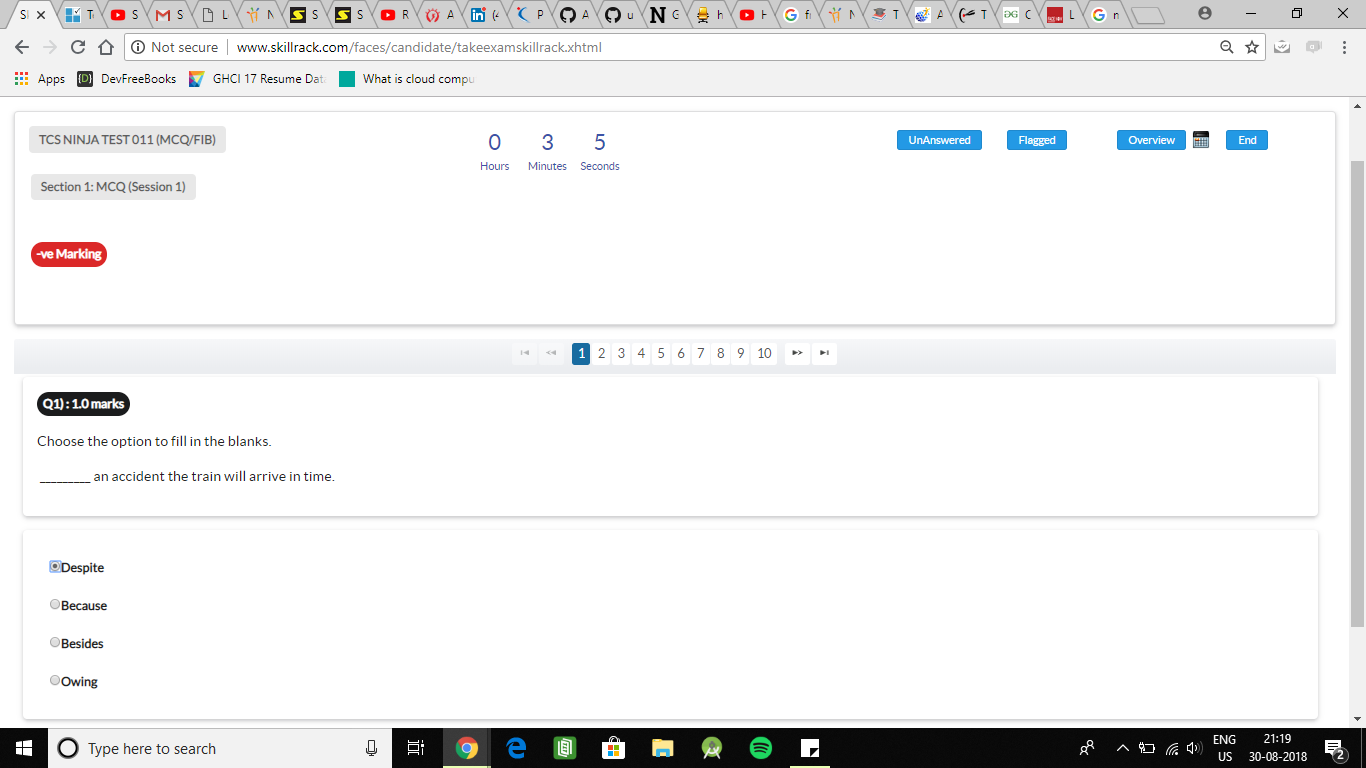 Not secure
www.skillrack.com/faces/candidate/takeexamskillrack.xhtml
Apps
DevFreeBooks
GHCI 17 Resume Dat
What is cloud compu
TCS NINJA TEST 011 (MCQ/FIB)
0 3 5
Hours Minutes Seconds
UnAnswered Flagged Overview End
Section 1: MCQ (Session 1)
-ve Marking
1 2 3 4 5 6 7 8 9 10
Q1) : 1.0 marks
Choose the option to fill in the blanks.
_________ an accident the train will arrive in time.
Despite
Because
Besides
Owing
Type here to search
ENG
US
21:19
30-08-2018
2